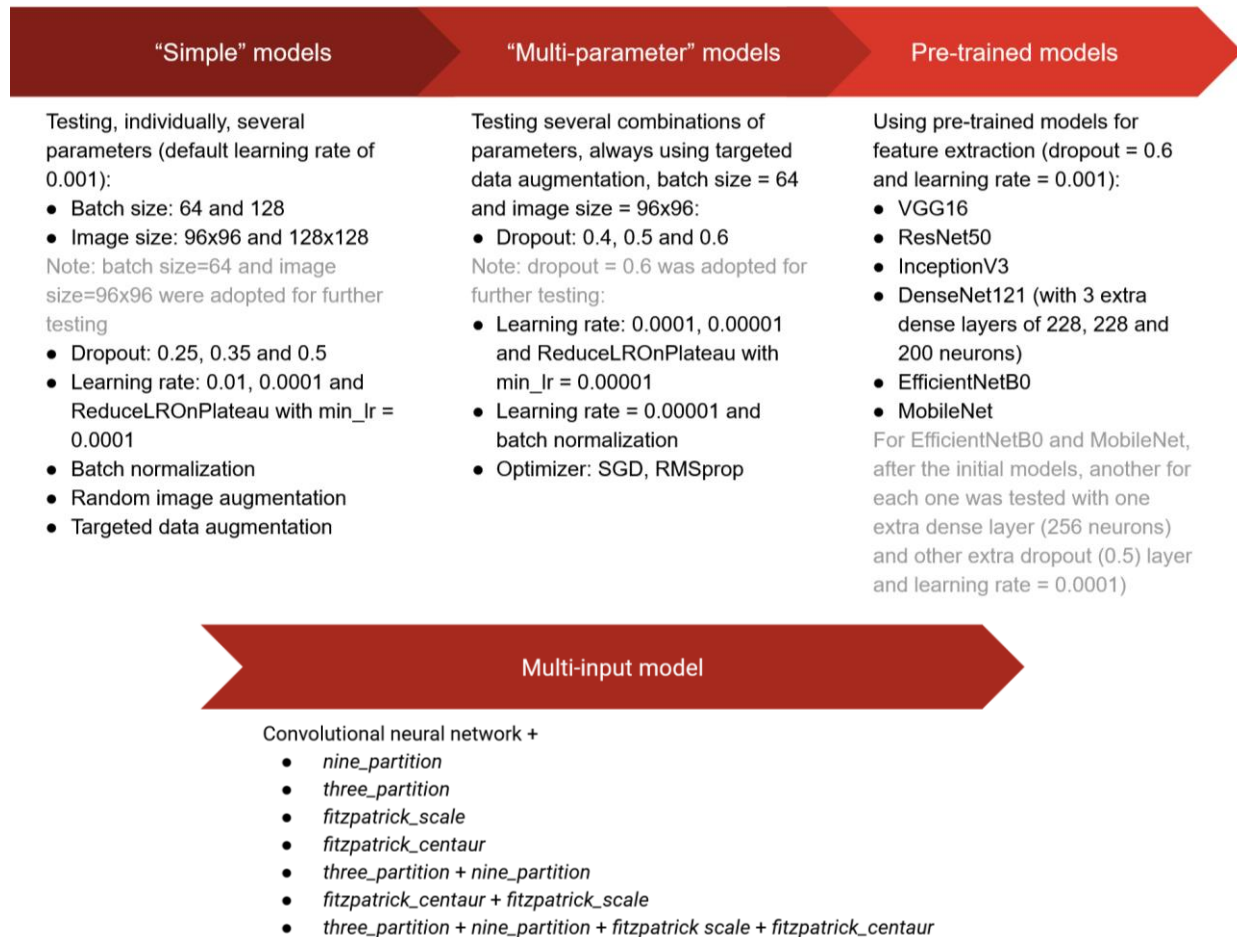 “Simple” models
“Multi-parameter” models
Pre-trained models
Testing, individually, several
parameters (default learning rate of
0.001):
● Batch size: 64 and 128
● Image size: 96x96 and 128x128
Note: batch size=64 and image
size=96x96 were adopted for further
testing
● Dropout: 0.25, 0.35 and 0.5
● Learning rate: 0.01, 0.0001 and
ReduceLROnPlateau with min_lr =
0.0001
● Batch normalization
● Random image augmentation
● Targeted data augmentation
Testing several combinations of
parameters, always using targeted
data augmentation, batch size = 64
and image size = 96x96:
● Dropout: 0.4, 0.5 and 0.6
Note: dropout = 0.6 was adopted for
further testing:
● Learning rate: 0.0001, 0.00001
and ReduceLROnPlateau with
min_lr = 0.00001
● Learning rate = 0.00001 and
batch normalization
● Optimizer: SGD, RMSprop
Using pre-trained models for
feature extraction (dropout = 0.6
and learning rate = 0.001):
● VGG16
● ResNet50
● InceptionV3
● DenseNet121 (with 3 extra
dense layers of 228, 228 and
200 neurons)
● EfficientNetB0
● MobileNet
For EfficientNetB0 and MobileNet,
after the initial models, another for
each one was tested with one
extra dense layer (256 neurons)
and other extra dropout (0.5) layer
and learning rate = 0.0001)
Multi-input model
Convolutional neural network +
● nine_partition
● three_partition
● fitzpatrick_scale
● fitzpatrick_centaur
● three_partition + nine_partition
● fitzpatrick_centaur + fitzpatrick_scale
● three_partition + nine_partition + fitzpatrick scale + fitzpatrick_centaur